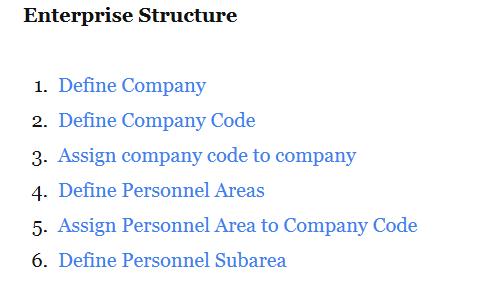 Enterprise Structure
1. Define Company
2. Define Company Code
3. Assign company code to company
4. Define Personnel Areas
5. Assign Personnel Area to Company Code
6. Define Personnel Subarea